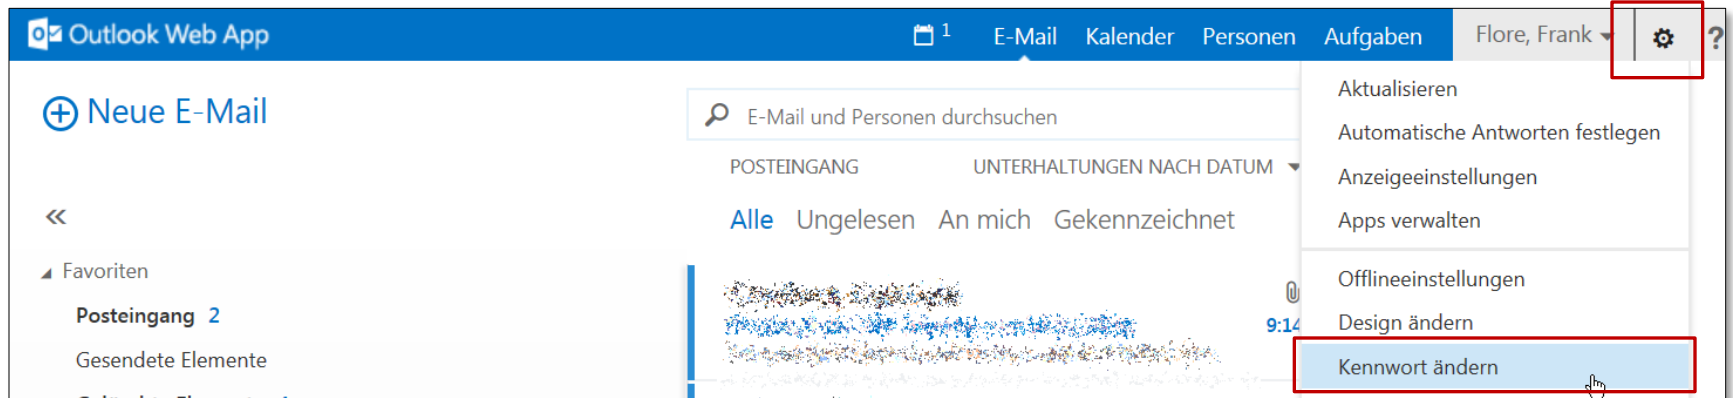 Outlook Web App
1 E-Mail Kalender Personen Aufgaben Flore, Frank ?
Neue E-Mail
E-Mail und Personen durchsuchen
POSTEINGANG UNTERHALTUNGEN NACH DATUM
Alle Ungelesen An mich Gekennzeichnet
Favoriten
Posteingang 2
Gesendete Elemente
9:14
Aktualisieren
Automatische Antworten festlegen
Anzeigeeinstellungen
Apps verwalten
Offlineeinstellungen
Design ändern
Kennwort ändern